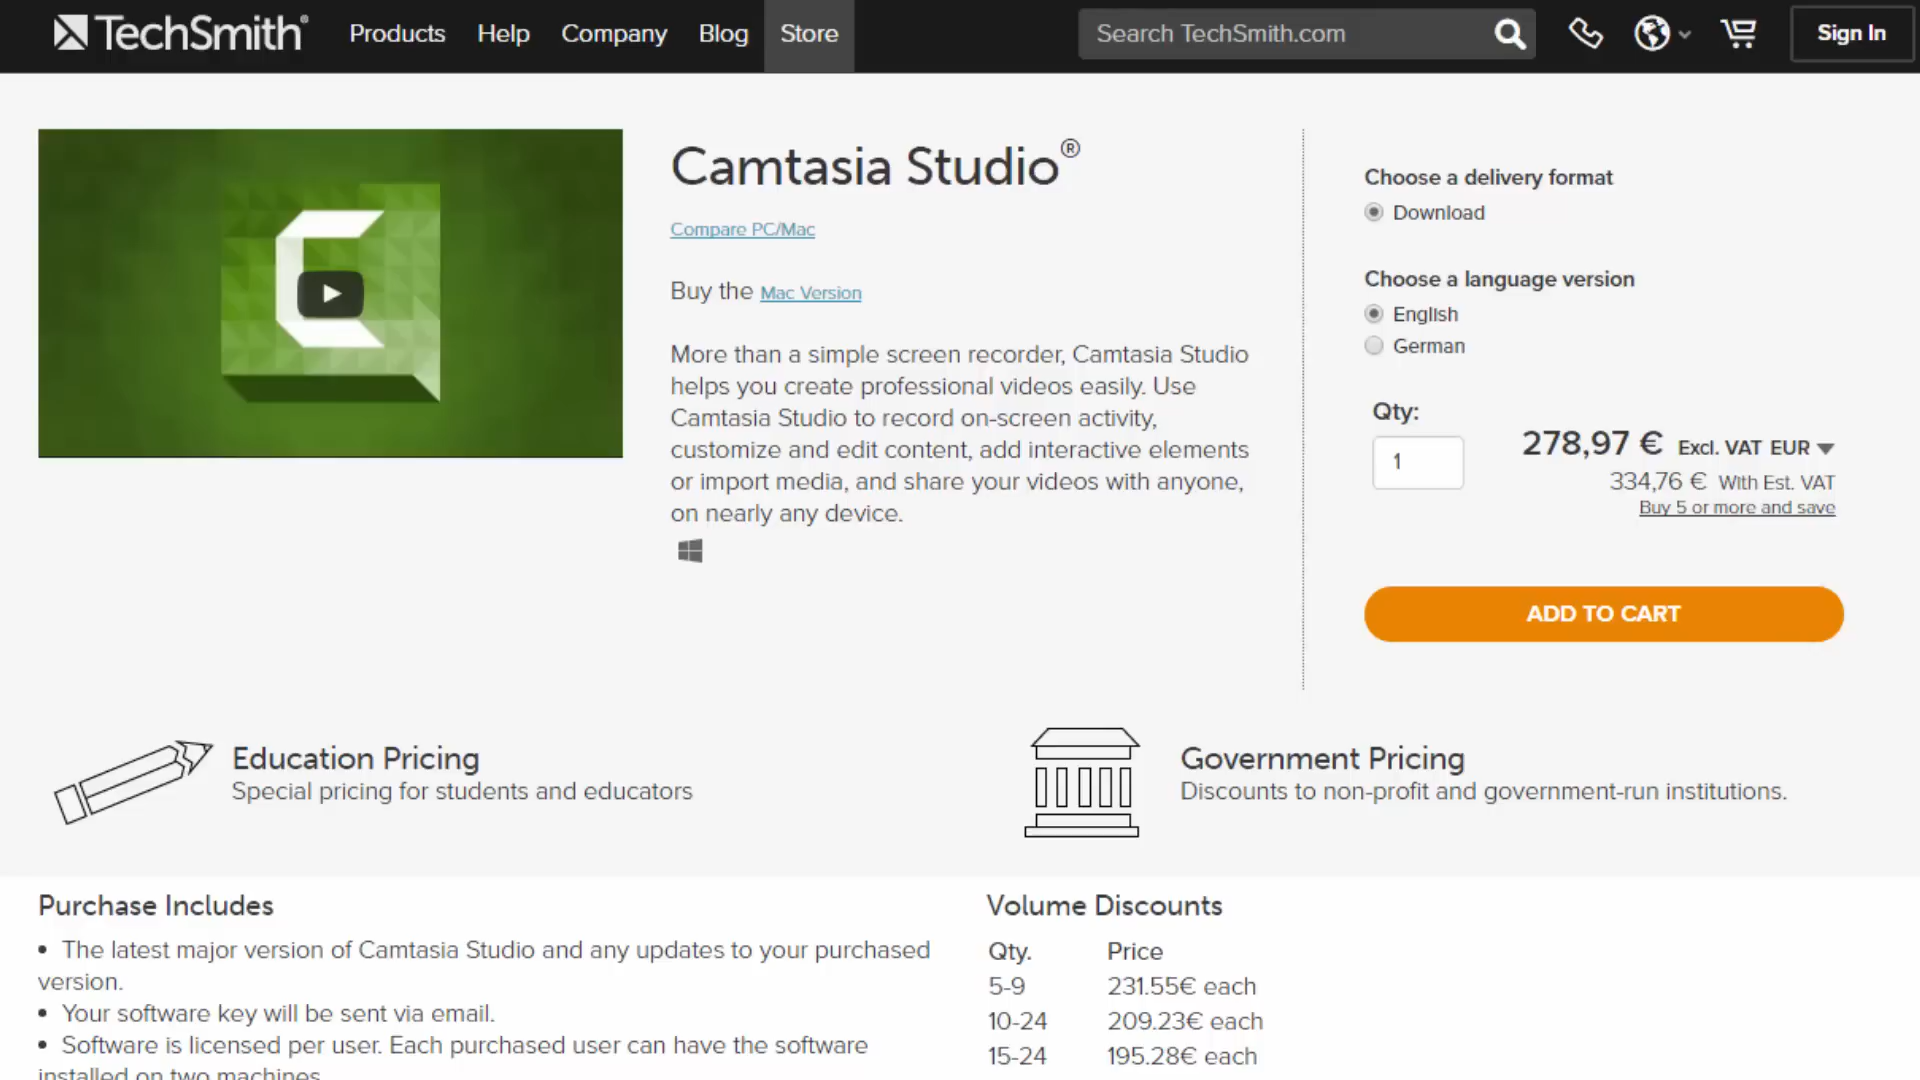 TechSmith®
Products
Help
Company
Blog
Store
Search TechSmith.com
Sign In
Camtasia Studio®
Compare PC/Mac
Buy the Mac Version
More than a simple screen recorder, Camtasia Studio
helps you create professional videos easily. Use
Camtasia Studio to record on-screen activity,
customize and edit content, add interactive elements
or import media, and share your videos with anyone,
on nearly any device.
Choose a delivery format
Download
Choose a language version
English
German
Qty:
1
278,97 € Excl. VAT EUR
334,76 € With Est. VAT
Buy 5 or more and save
ADD TO CART
Education Pricing
Special pricing for students and educators
Government Pricing
Discounts to non-profit and government-run institutions.
Purchase Includes
• The latest major version of Camtasia Studio and any updates to your purchased
version.
• Your software key will be sent via email.
• Software is licensed per user. Each purchased user can have the software
installed on two machines.
Volume Discounts
Qty. Price
5-9 231.55€ each
10-24 209.23€ each
15-24 195.28€ each